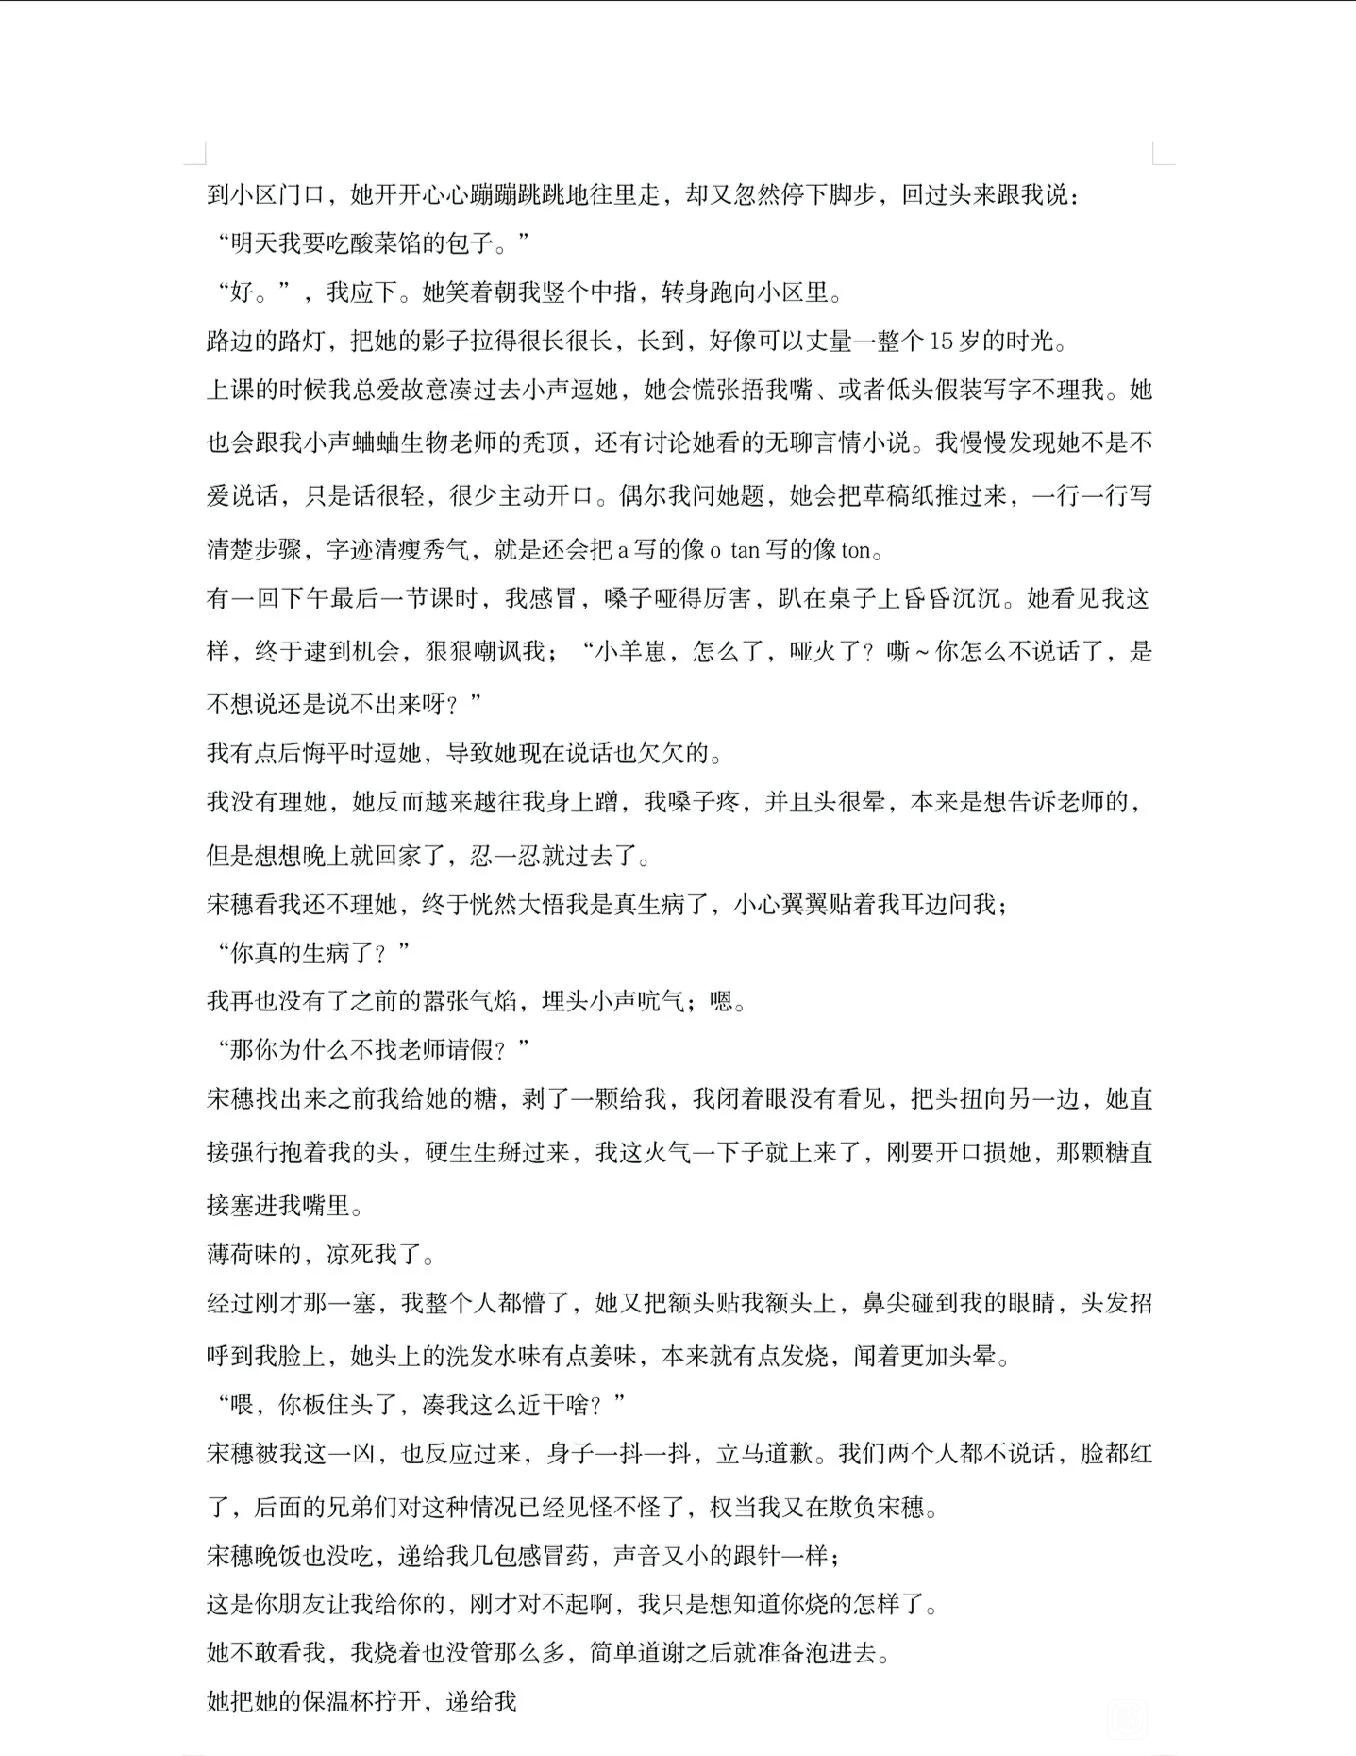 到小区门口，她开开心心蹦蹦跳跳地往里走，却又忽然停下脚步，回过头来跟我说：
“明天我要吃酸菜馅的包子。”
“好。”，我应下。她笑着朝我竖个中指，转身跑向小区里。
路边的路灯，把她的影子拉得很长很长，长到，好像可以丈量一整个15岁的时光。
上课的时候我总爱故意凑过去小声逗她，她会慌张捂我嘴、或者低头假装写字不理我。她
也会跟我小声蛐蛐生物老师的秃顶，还有讨论她看的无聊言情小说。我慢慢发现她不是不
爱说话，只是话很轻，很少主动开口。偶尔我问她题，她会把草稿纸推过来，一行一行写
清楚步骤，字迹清瘦秀气，就是还会把a写的像o tan写的像ton。
有一回下午最后一节课时，我感冒，嗓子哑得厉害，趴在桌子上昏昏沉沉。她看见我这
样，终于逮到机会，狠狠嘲讽我；“小羊崽，怎么了，哑火了？嘶～你怎么不说话了，是
不想说还是说不出来呀？”
我有点后悔平时逗她，导致她现在说话也欠欠的。
我没有理她，她反而越来越往我身上蹭，我嗓子疼，并且头很晕，本来是想告诉老师的，
但是想想晚上就回家了，忍一忍就过去了。
宋穗看我还不理她，终于恍然大悟我是真生病了，小心翼翼贴着我耳边问我；
“你真的生病了？”
我再也没有了之前的嚣张气焰，埋头小声吭气；嗯。
“那你为什么不找老师请假？”
宋穗找出来之前我给她的糖，剥了一颗给我，我闭着眼没有看见，把头扭向另一边，她直
接强行抱着我的头，硬生生掰过来，我这火气一下子就上来了，刚要开口损她，那颗糖直
接塞进我嘴里。
薄荷味的，凉死我了。
经过刚才那一塞，我整个人都懵了，她又把额头贴我额头上，鼻尖碰到我的眼睛，头发招
呼到我脸上，她头上的洗发水味有点姜味，本来就有点发烧，闻着更加头晕。
“喂，你板住头了，凑我这么近干啥？”
宋穗被我这一凶，也反应过来，身子一抖一抖，立马道歉。我们两个人都不说话，脸都红
了，后面的兄弟们对这种情况已经见怪不怪了，权当我又在欺负宋穗。
宋穗晚饭也没吃，递给我几包感冒药，声音又小的跟针一样；
这是你朋友让我给你的，刚才对不起啊，我只是想知道你烧的怎样了。
她不敢看我，我烧着也没管那么多，简单道谢之后就准备泡进去。
她把她的保温杯拧开，递给我